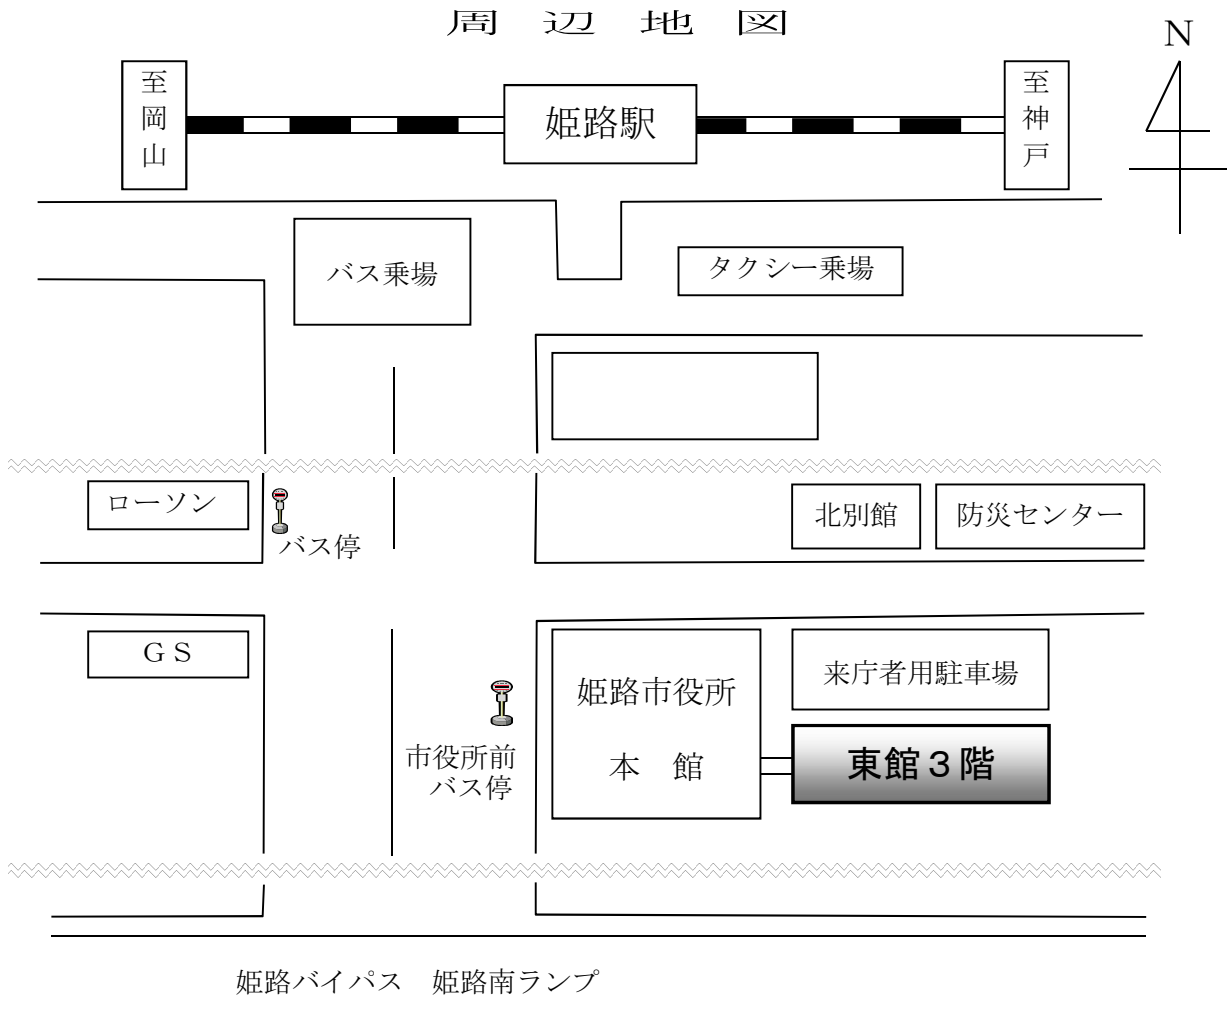 周辺地図
N
至岡山
姫路駅
至神戸
バス乗場
タクシー乗場
ローソン
バス停
北別館
防災センター
ＧＳ
姫路市役所
本　館
来庁者用駐車場
東館３階
市役所前
バス停
姫路バイパス　姫路南ランプ